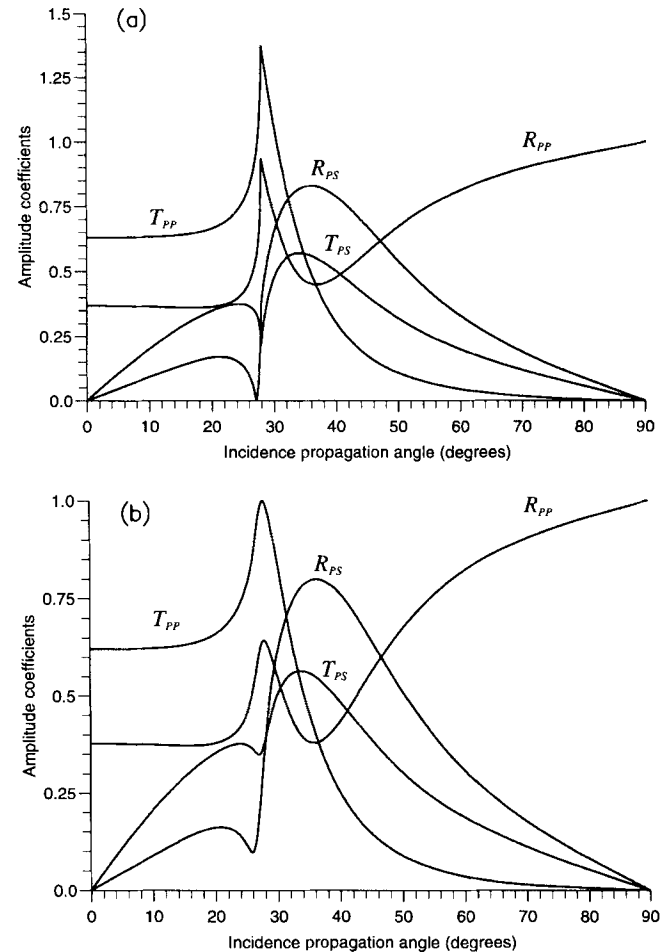 (a)
1.5
1.25
1.0
0.75
0.5
0.25
0.0
Amplitude coefficients
T_PP
R_PS
T_PS
R_PP
0 10 20 30 40 50 60 70 80 90
Incidence propagation angle (degrees)
(b)
1.0
0.75
0.5
0.25
0.0
Amplitude coefficients
T_PP
R_PS
T_PS
R_PP
0 10 20 30 40 50 60 70 80 90
Incidence propagation angle (degrees)